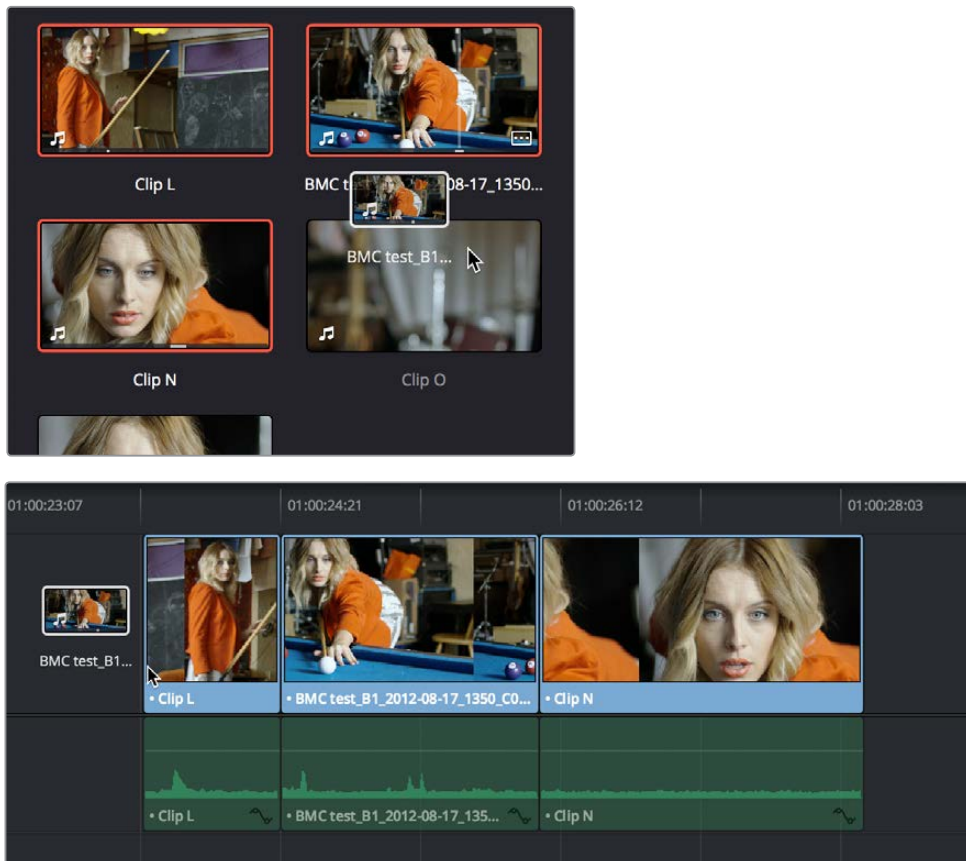 Clip L
BMC t 08-17_1350...
BMC test_B1...
Clip N
Clip O
01:00:23:07
01:00:24:21
01:00:26:12
01:00:28:03
BMC test_B1...
• Clip L
• BMC test_B1_2012-08-17_1350_C0...
• Clip N
• Clip L
• BMC test_B1_2012-08-17_135...
• Clip N